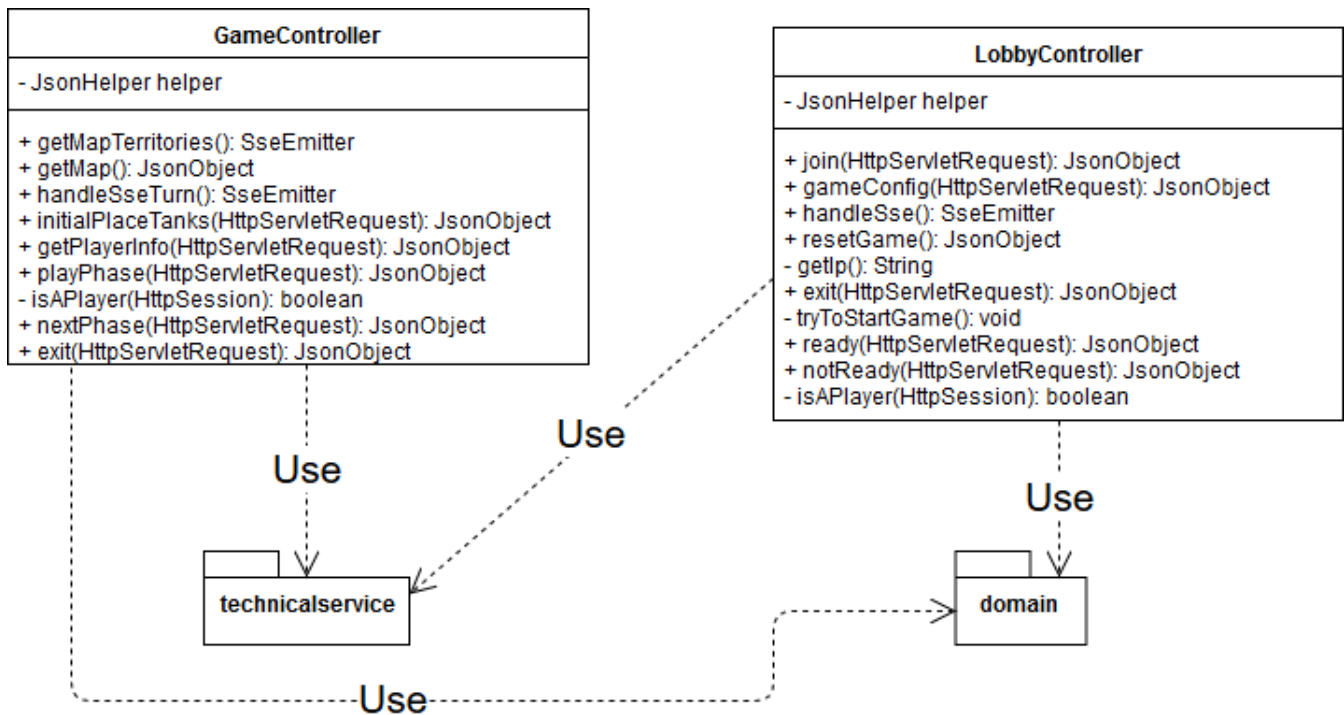 GameController
- JsonHelper helper
+ getMapTerritories(): SseEmitter
+ getMap(): JsonObject
+ handleSseTurn(): SseEmitter
+ initialPlaceTanks(HttpServletRequest): JsonObject
+ getPlayerInfo(HttpServletRequest): JsonObject
+ playPhase(HttpServletRequest): JsonObject
- isAPlayer(HttpSession): boolean
+ nextPhase(HttpServletRequest): JsonObject
+ exit(HttpServletRequest): JsonObject
LobbyController
- JsonHelper helper
+ join(HttpServletRequest): JsonObject
+ gameConfig(HttpServletRequest): JsonObject
+ handleSse(): SseEmitter
+ resetGame(): JsonObject
- getIp(): String
+ exit(HttpServletRequest): JsonObject
- tryToStartGame(): void
+ ready(HttpServletRequest): JsonObject
+ notReady(HttpServletRequest): JsonObject
- isAPlayer(HttpSession): boolean
Use
Use
Use
technicalservice
domain
Use